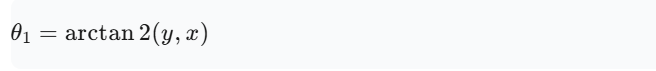 θ₁ = arctan 2(y, x)